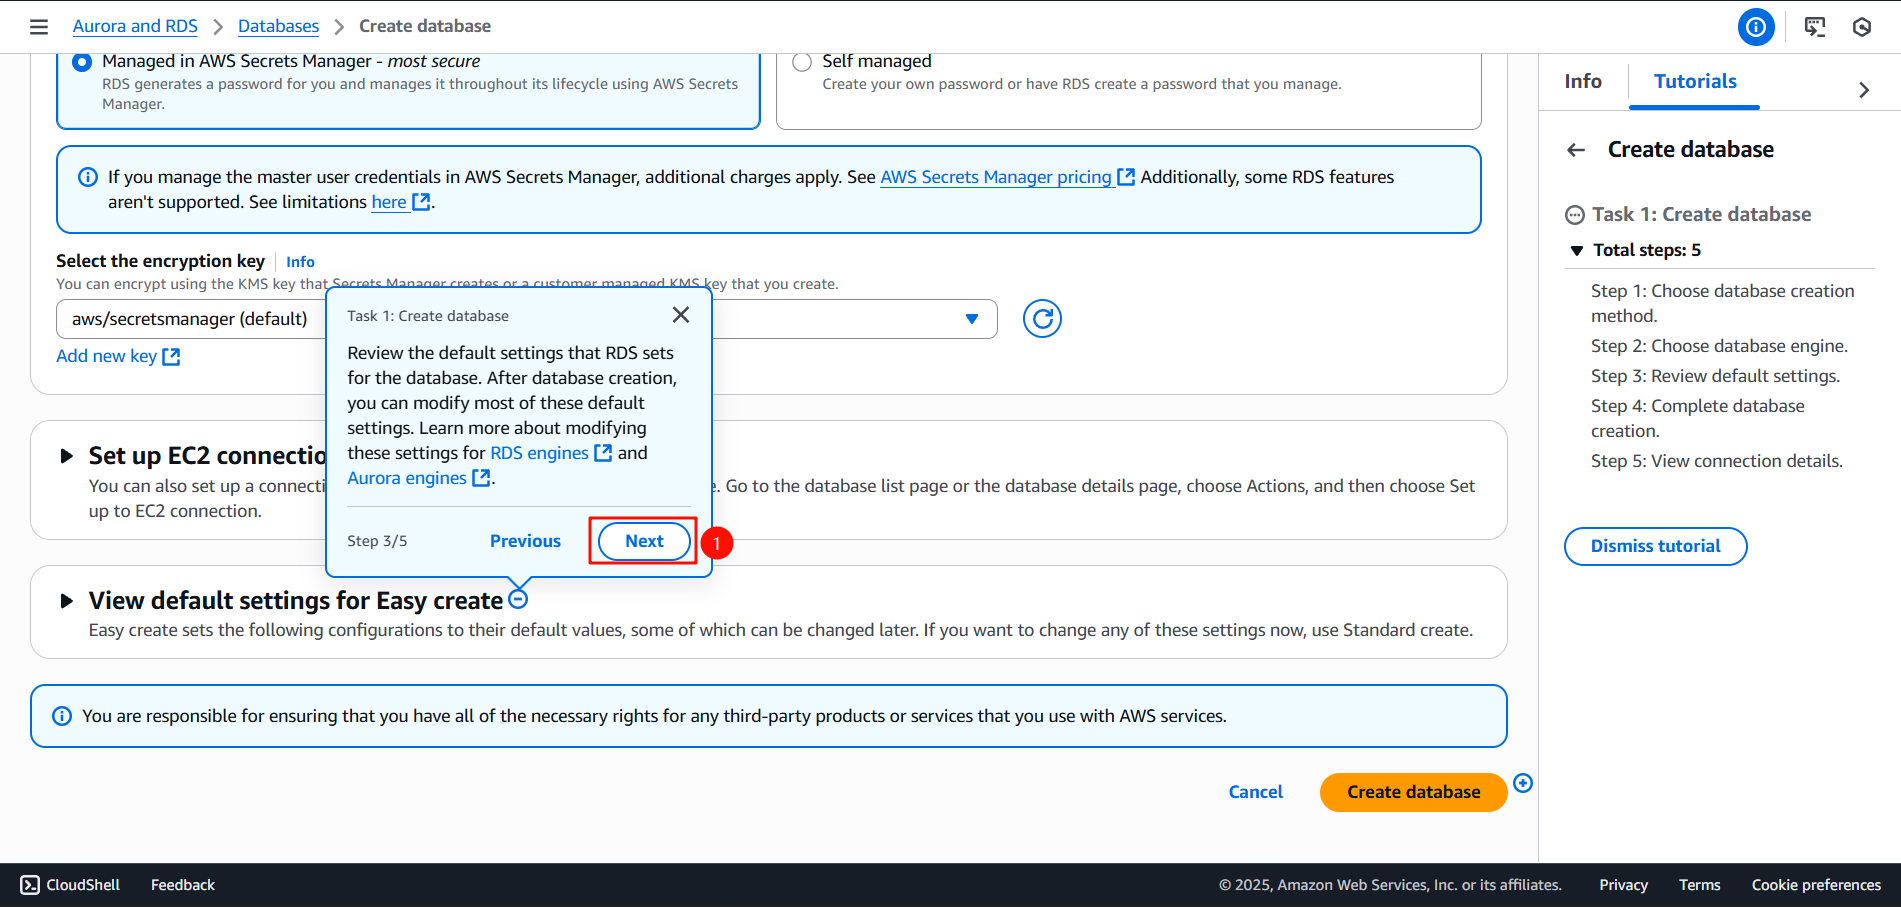 Aurora and RDS
Databases
Create database
Managed in AWS Secrets Manager - most secure
RDS generates a password for you and manages it throughout its lifecycle using AWS Secrets
Manager.
Self managed
Create your own password or have RDS create a password that you manage.
If you manage the master user credentials in AWS Secrets Manager, additional charges apply. See AWS Secrets Manager pricing Additionally, some RDS features
aren't supported. See limitations here .
Select the encryption key
Info
You can encrypt using the KMS key that Secrets Manager creates or a customer managed KMS key that you create.
aws/secretsmanager (default)
Add new key
Task 1: Create database
Review the default settings that RDS sets
for the database. After database creation,
you can modify most of these default
settings. Learn more about modifying
these settings for RDS engines and
Aurora engines .
Step 3/5
Previous
Next
1
Set up EC2 connectio
You can also set up a connecti
e. Go to the database list page or the database details page, choose Actions, and then choose Set
up to EC2 connection.
View default settings for Easy create
Easy create sets the following configurations to their default values, some of which can be changed later. If you want to change any of these settings now, use Standard create.
You are responsible for ensuring that you have all of the necessary rights for any third-party products or services that you use with AWS services.
Cancel
Create database
Info
Tutorials
Create database
Task 1: Create database
Total steps: 5
Step 1: Choose database creation
method.
Step 2: Choose database engine.
Step 3: Review default settings.
Step 4: Complete database
creation.
Step 5: View connection details.
Dismiss tutorial
CloudShell
Feedback
© 2025, Amazon Web Services, Inc. or its affiliates.
Privacy
Terms
Cookie preferences